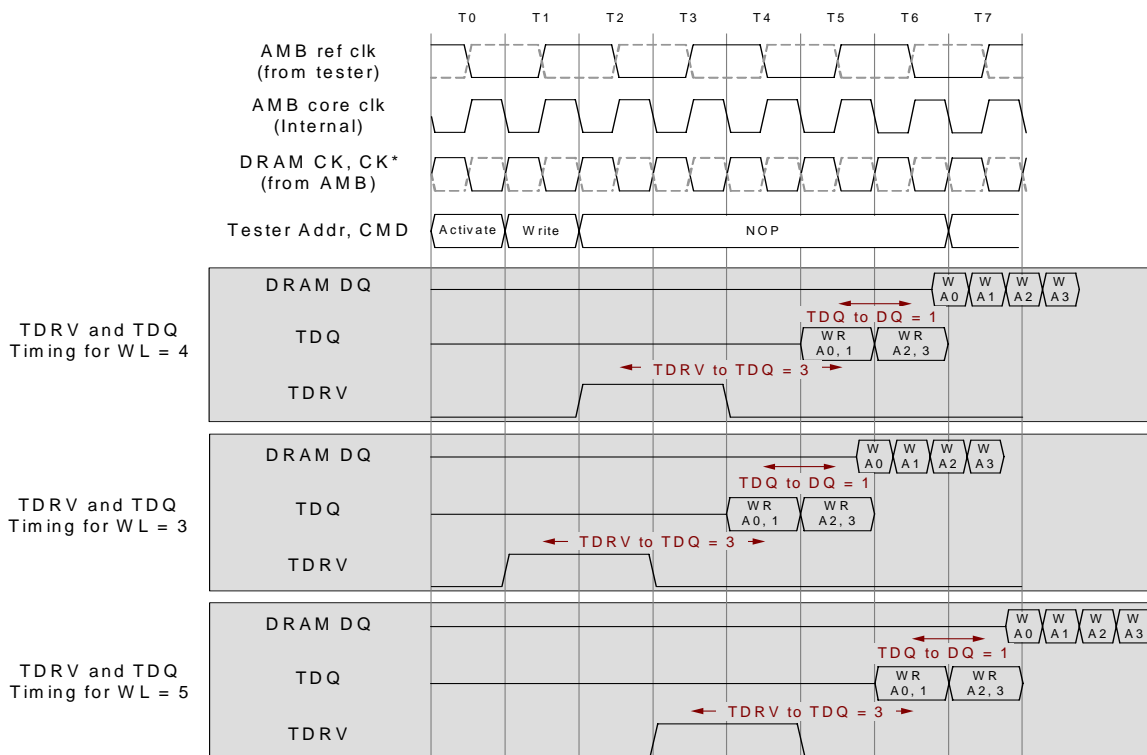 T0 T1 T2 T3 T4 T5 T6 T7
AMB ref clk
(from tester)
AMB core clk
(Internal)
DRAM CK, CK*
(from AMB)
Tester Addr, CMD
Activate Write NOP
TDRV and TDQ
Timing for WL = 4
DRAM DQ
W A0 W A1 W A2 W A3
TDQ to DQ = 1
TDQ
WR WR
A0, 1 A2, 3
TDRV to TDQ = 3
TDRV
TDRV and TDQ
Timing for WL = 3
DRAM DQ
W A0 W A1 W A2 W A3
TDQ to DQ = 1
TDQ
WR WR
A0, 1 A2, 3
TDRV to TDQ = 3
TDRV
TDRV and TDQ
Timing for WL = 5
DRAM DQ
W A0 W A1 W A2 W A3
TDQ to DQ = 1
TDQ
WR WR
A0, 1 A2, 3
TDRV to TDQ = 3
TDRV